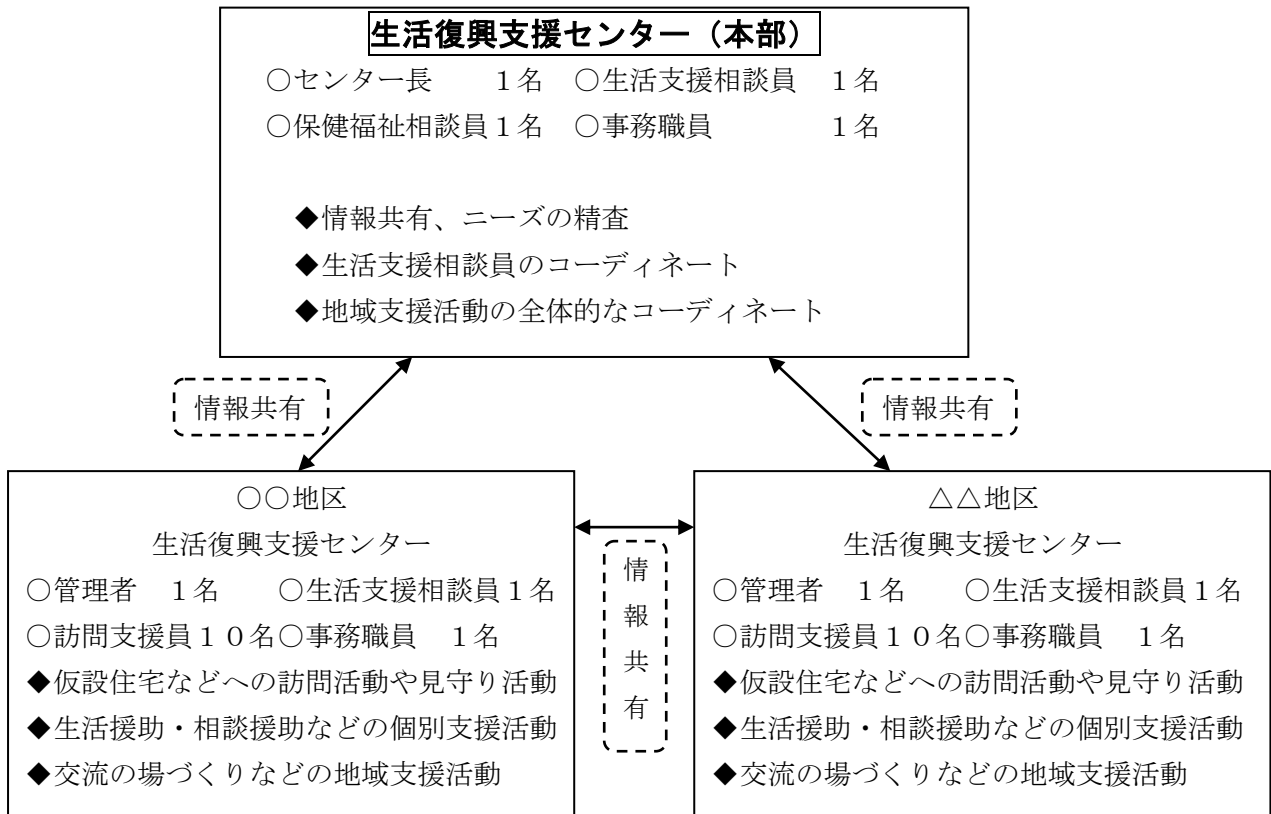 生活復興支援センター（本部）
○センター長　　１名　○生活支援相談員　１名
○保健福祉相談員１名　○事務職員　　　　１名
◆情報共有、ニーズの精査
◆生活支援相談員のコーディネート
◆地域支援活動の全体的なコーディネート
情報共有
情報共有
○○地区
生活復興支援センター
○管理者　１名　　○生活支援相談員１名
○訪問支援員１０名○事務職員　１名
◆仮設住宅などへの訪問活動や見守り活動
◆生活援助・相談援助などの個別支援活動
◆交流の場づくりなどの地域支援活動
情報共有
△△地区
生活復興支援センター
○管理者　１名　　○生活支援相談員１名
○訪問支援員１０名○事務職員　１名
◆仮設住宅などへの訪問活動や見守り活動
◆生活援助・相談援助などの個別支援活動
◆交流の場づくりなどの地域支援活動